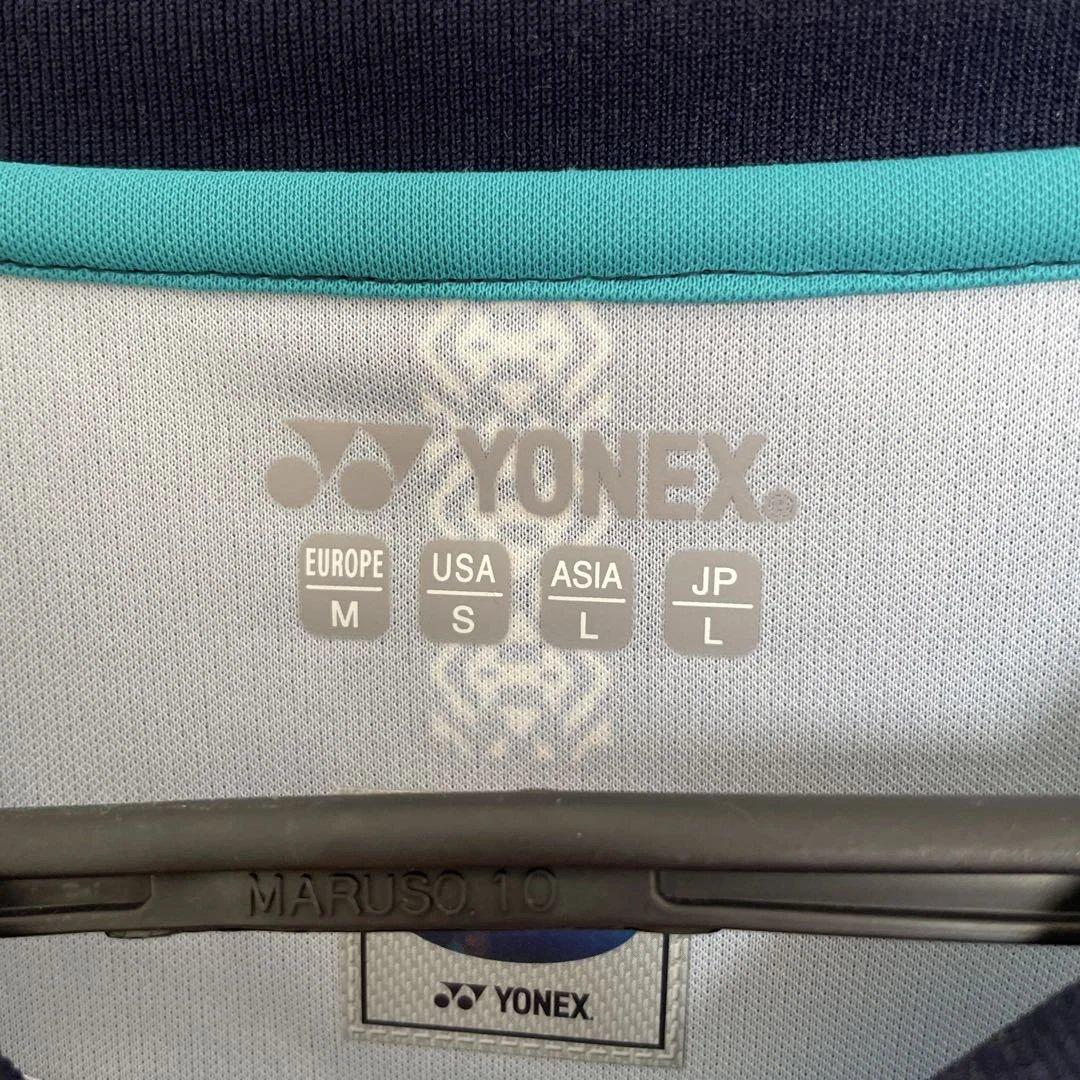 YONEX®
EUROPE
M
USA
S
ASIA
L
JP
L
MARUSO 10
YONEX